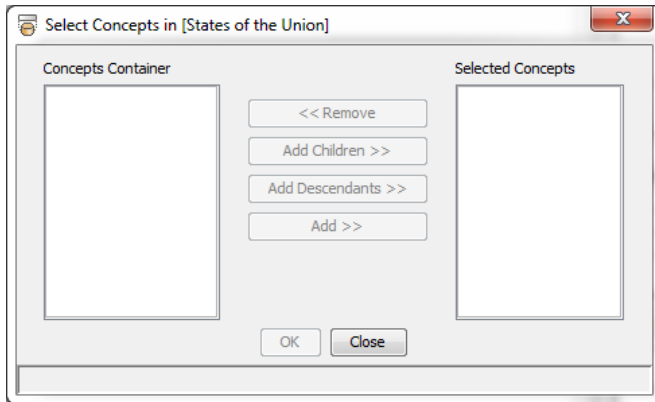 Select Concepts in [States of the Union]
Concepts Container
Selected Concepts
<< Remove
Add Children >>
Add Descendants >>
Add >>
OK
Close